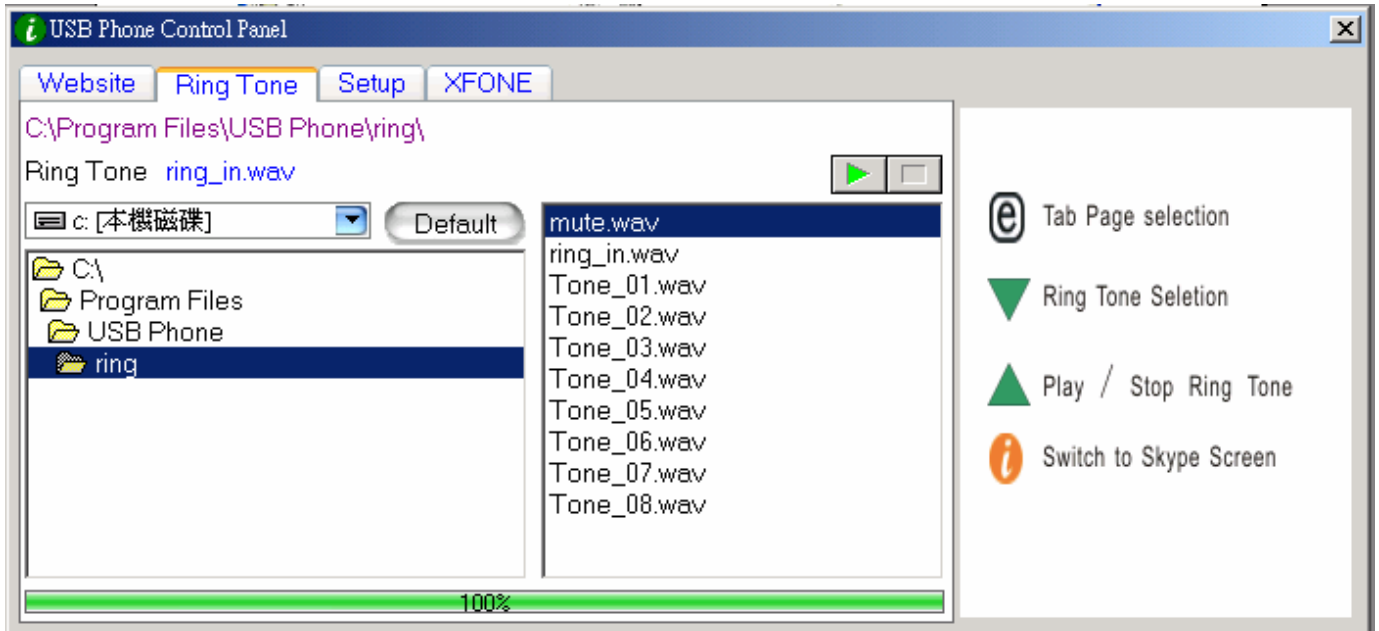 USB Phone Control Panel
Website Ring Tone Setup XFONE
C:\Program Files\USB Phone\ring\
Ring Tone ring_in.wav
c: [本機磁碟] Default
C:\
Program Files
USB Phone
ring
mute.wav
ring_in.wav
Tone_01.wav
Tone_02.wav
Tone_03.wav
Tone_04.wav
Tone_05.wav
Tone_06.wav
Tone_07.wav
Tone_08.wav
100%
Tab Page selection
Ring Tone Seletion
Play / Stop Ring Tone
Switch to Skype Screen